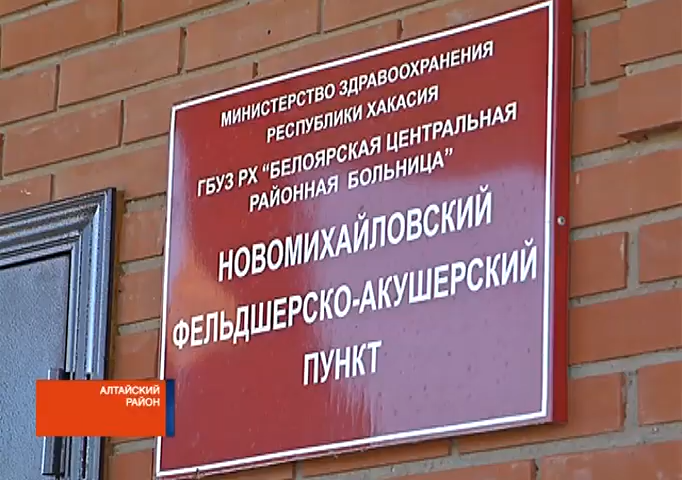 МИНИСТЕРСТВО ЗДРАВООХРАНЕНИЯ
РЕСПУБЛИКИ ХАКАСИЯ
ГБУЗ РХ "БЕЛОЯРСКАЯ ЦЕНТРАЛЬНАЯ
РАЙОННАЯ БОЛЬНИЦА"
НОВОМИХАЙЛОВСКИЙ
ФЕЛЬДШЕРСКО-АКУШЕРСКИЙ
ПУНКТ
АЛТАЙСКИЙ
РАЙОН